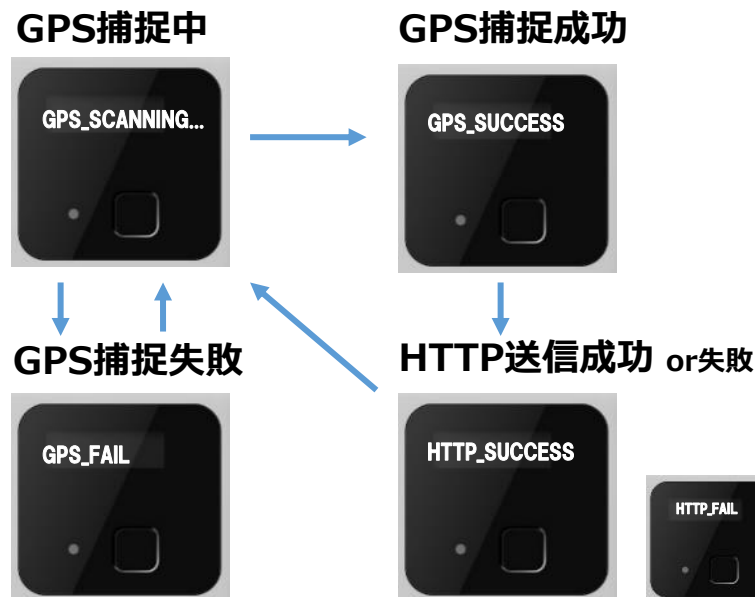 GPS捕捉中
GPS捕捉成功
GPS_SCANNING...
GPS_SUCCESS
GPS捕捉失敗
HTTP送信成功 or失敗
GPS_FAIL
HTTP_SUCCESS
HTTP_FAIL